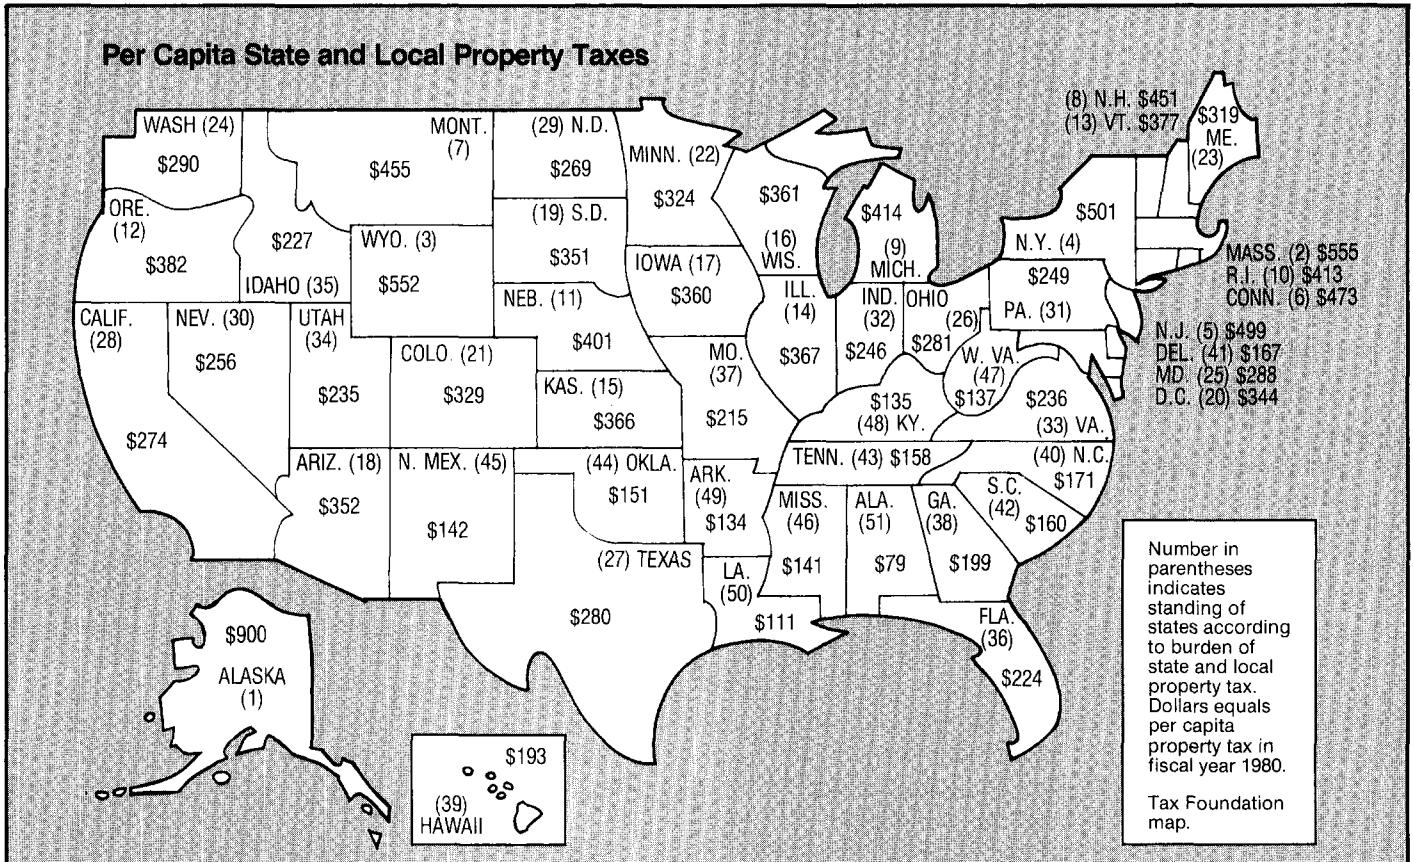 Per Capita State and Local Property Taxes
WASH (24)
$290
ORE.
(12)
$382
$227
IDAHO (35)
MONT.
(7)
$455
WYO. (3)
$552
(29) N.D.
$269
(19) S.D.
$351
NEB. (11)
$401
MINN. (22)
$324
IOWA (17)
$360
$361
(16)
WIS.
$414
(9)
MICH.
(8) N.H. $451
(13) VT. $377
$319
ME.
(23)
$501
N.Y. (4)
$249
PA. (31)
MASS. (2) $555
R.I. (10) $413
CONN. (6) $473
N.J. (5) $499
DEL. (41) $167
MD. (25) $288
D.C. (20) $344
CALIF.
(28)
$274
NEV. (30)
$256
UTAH
(34)
$235
COLO. (21)
$329
KAS. (15)
$366
MO.
(37)
$215
ILL.
(14)
$367
IND.
(32)
$246
OHIO
(26)
$281
W. VA.
(47)
$137
$236
(33) VA.
$135
(48) KY.
TENN. (43) $158
(40) N.C.
$171
S.C.
(42)
$160
ARIZ. (18)
$352
N. MEX. (45)
$142
(44) OKLA.
$151
ARK.
(49)
$134
MISS.
(46)
$141
ALA.
(51)
$79
GA.
(38)
$199
(27) TEXAS
$280
LA.
(50)
$111
FLA.
(36)
$224
$900
ALASKA
(1)
$193
(39)
HAWAII
Number in
parentheses
indicates
standing of
states according
to burden of
state and local
property tax.
Dollars equals
per capita
property tax in
fiscal year 1980.
Tax Foundation
map.